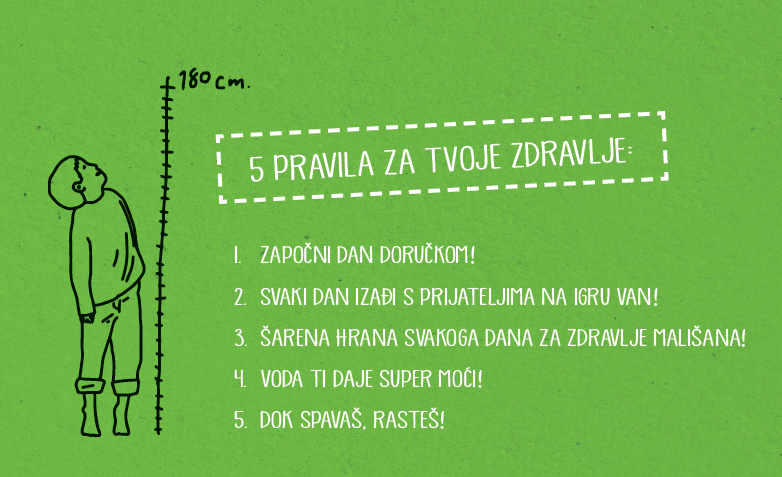 180 cm.
5 PRAVILA ZA TVOJE ZDRAVLJE:
1. ZAPOČNI DAN DORUČKOM!
2. SVAKI DAN IZAĐI S PRIJATELJIMA NA IGRU VAN!
3. ŠARENA HRANA SVAKOGA DANA ZA ZDRAVLJE MALIŠANA!
4. VODA TI DAJE SUPER MOĆI!
5. DOK SPAVAŠ, RASTEŠ!